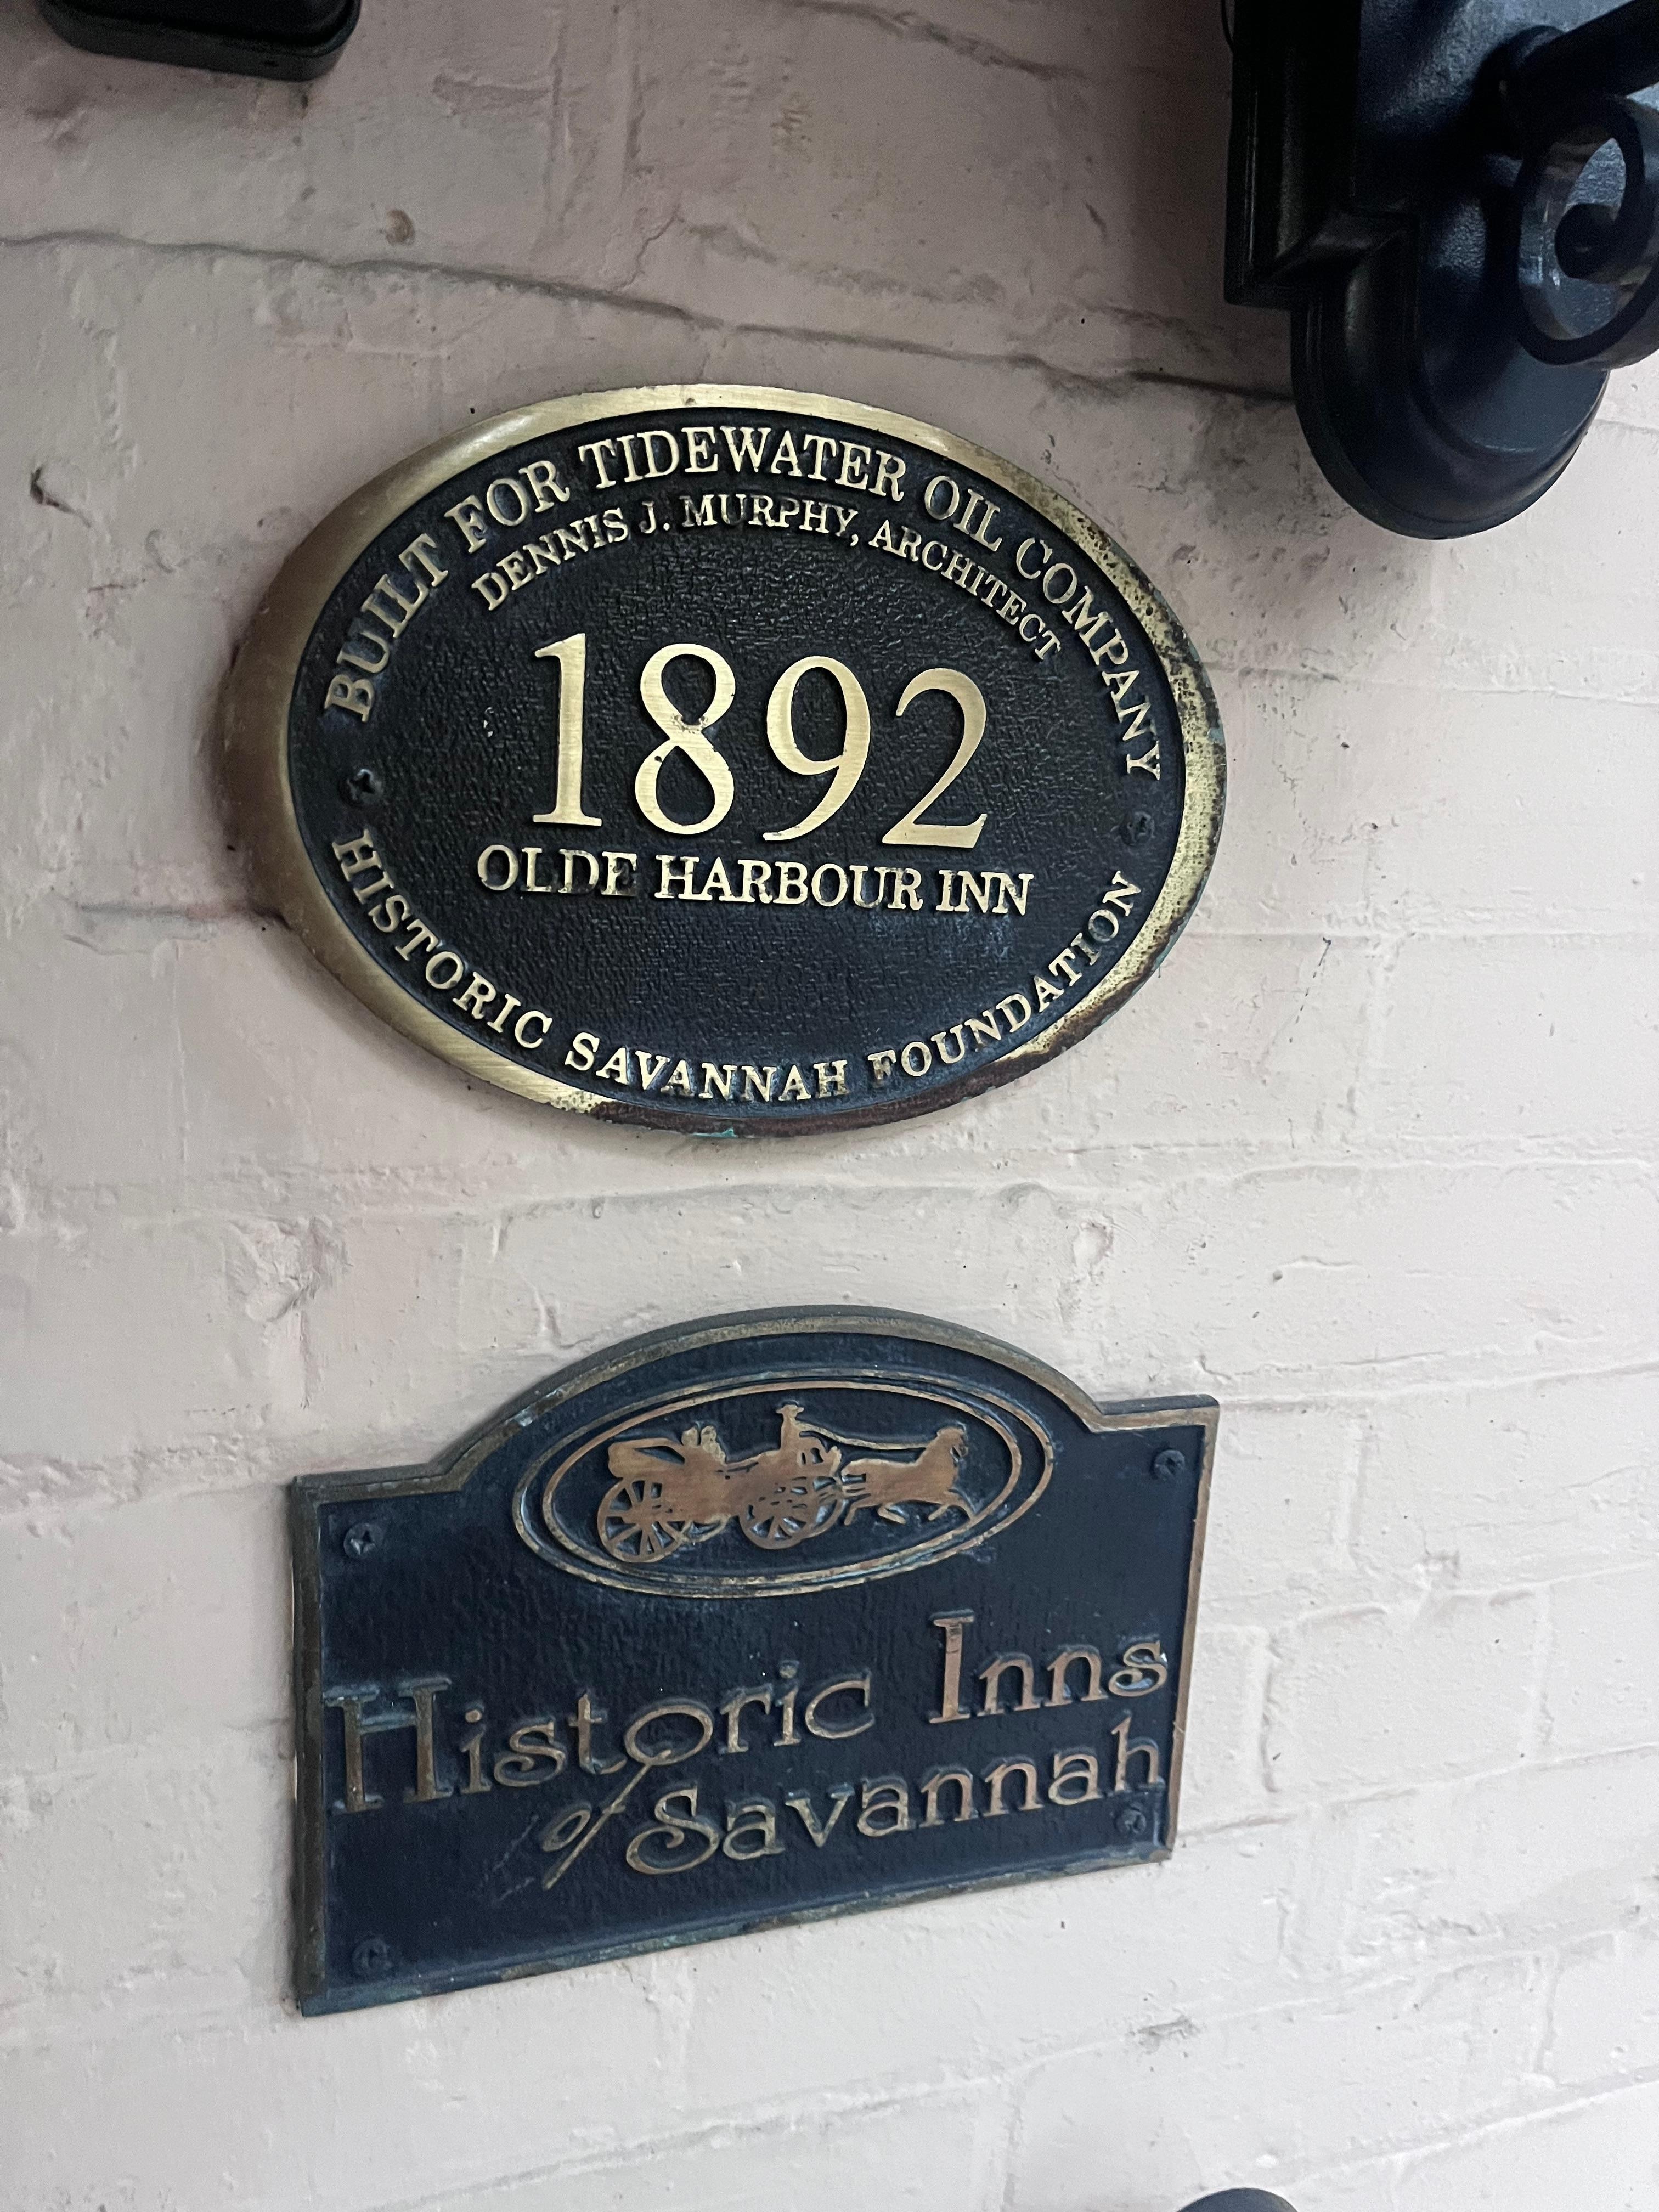 BUILT FOR TIDEWATER OIL COMPANY
DENNIS J. MURPHY, ARCHITECT
1892
OLDE HARBOUR INN
HISTORIC SAVANNAH FOUNDATION
Historic Inns
of Savannah